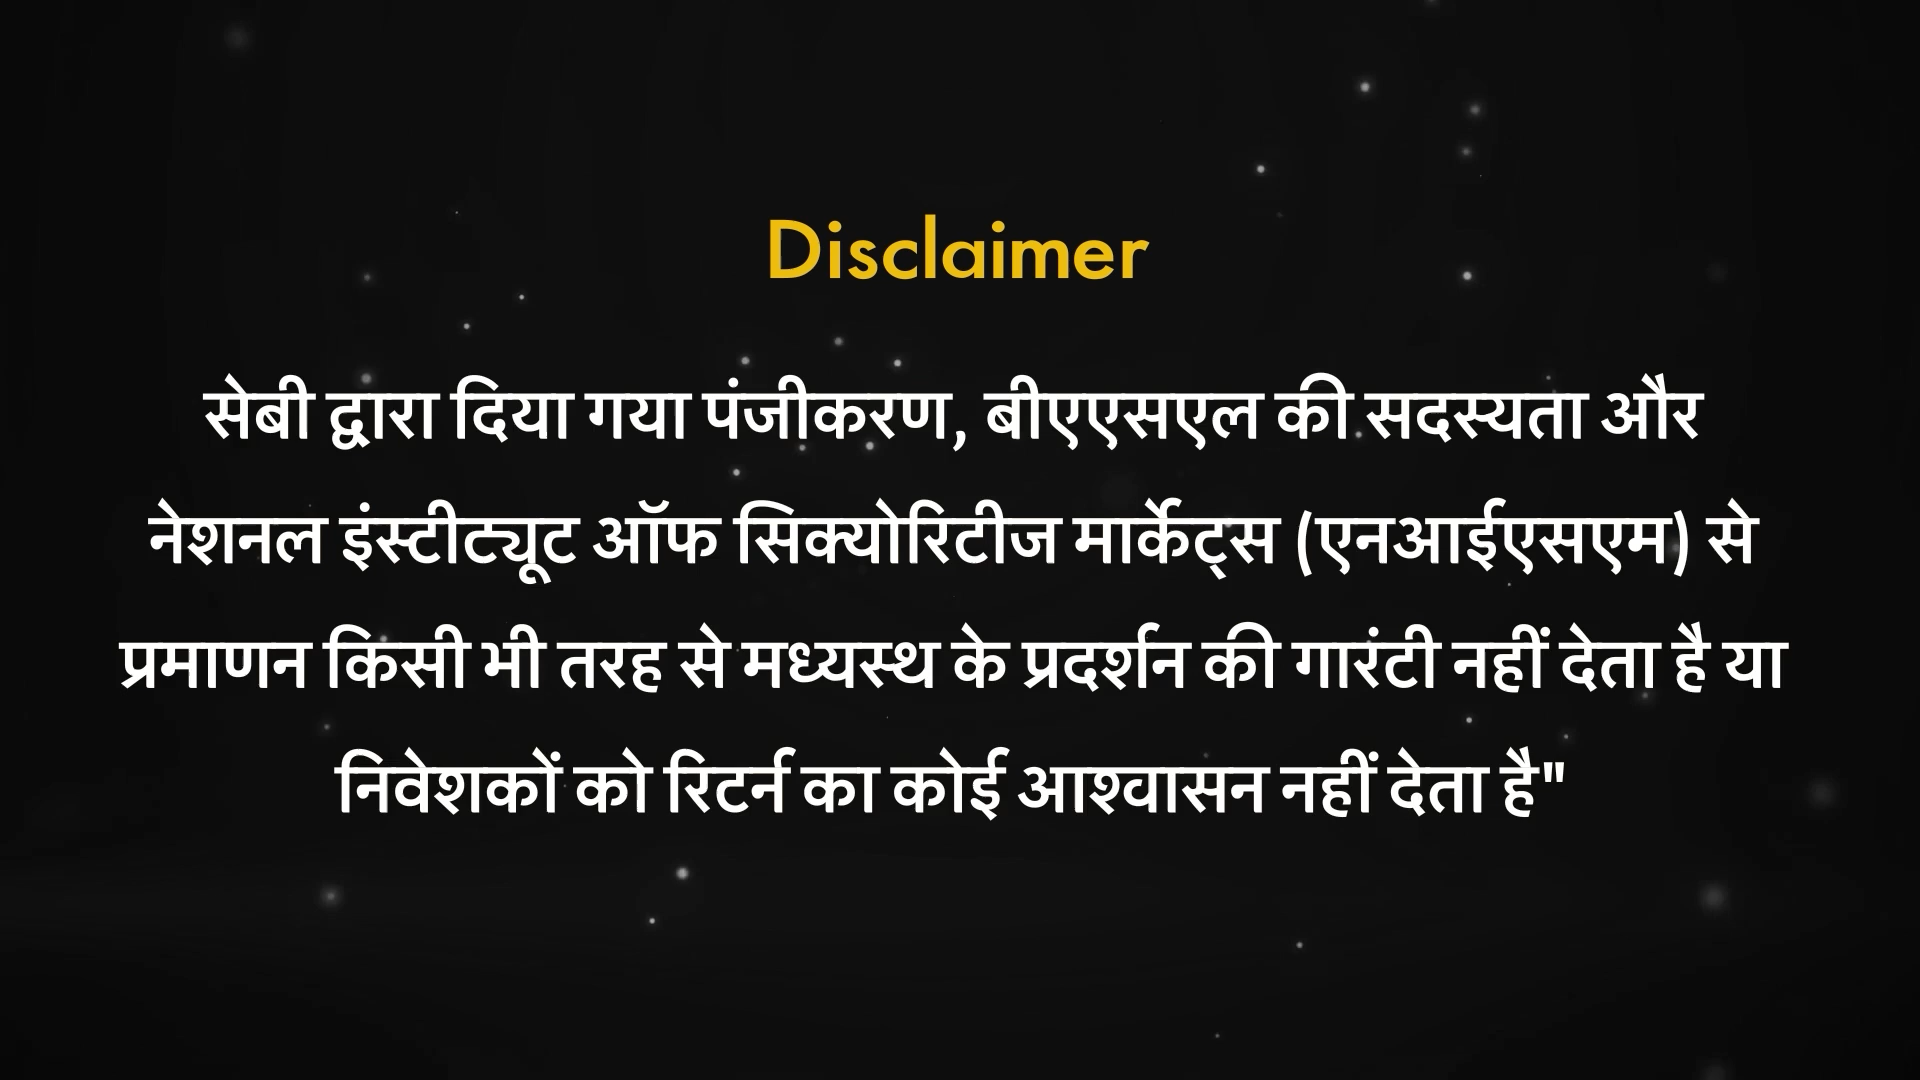 Disclaimer
सेबी द्वारा दिया गया पंजीकरण, बीएएसएल की सदस्यता और
नेशनल इंस्टीट्यूट ऑफ सिक्योरिटीज मार्केट्स (एनआईएसएम) से
प्रमाणन किसी भी तरह से मध्यस्थ के प्रदर्शन की गारंटी नहीं देता है या
निवेशकों को रिटर्न का कोई आश्वासन नहीं देता है"